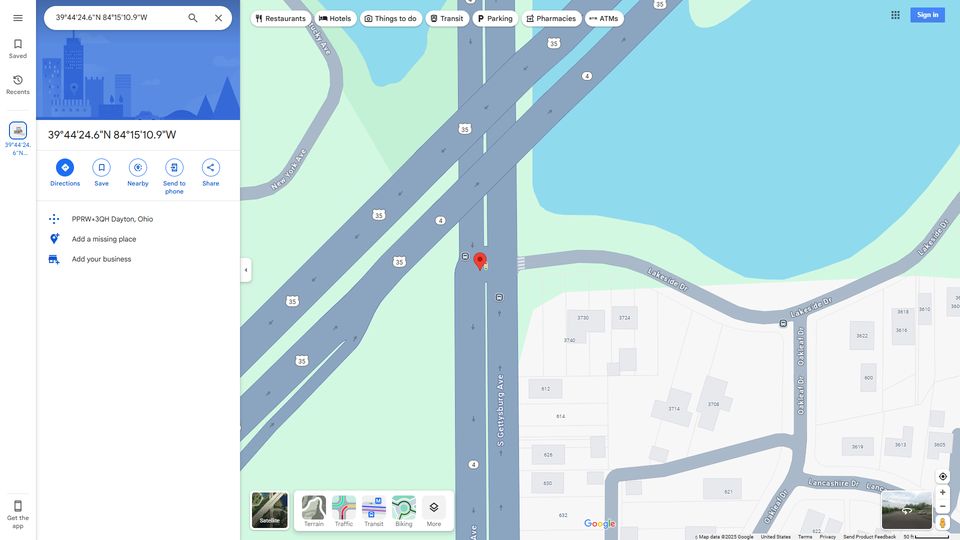 39°44'24.6"N 84°15'10.9"W
Restaurants
Hotels
Things to do
Transit
Parking
Pharmacies
ATMs
Sign in
Saved
Recents
39°44'24.
6"N...
Get the
app
39°44'24.6"N 84°15'10.9"W
Directions
Save
Nearby
Send to
phone
Share
PPRW+3QH Dayton, Ohio
Add a missing place
Add your business
35
35
4
35
35
4
35
35
35
4
New York Ave
Lakeside Dr
Lakeside Dr
Lakeside Dr
Oakleaf Dr
Oakleaf Dr
Oakleaf Dr
Lancashire Dr
S Gettysburg Ave
3730
3724
3740
612
614
626
630
632
621
622
3714
3708
3622
3618
3616
3610
600
3619
3613
3605
Satellite
Terrain
Traffic
Transit
Biking
More
Google
Map data ©2025 Google
United States
Terms
Privacy
Send Product Feedback
50 ft